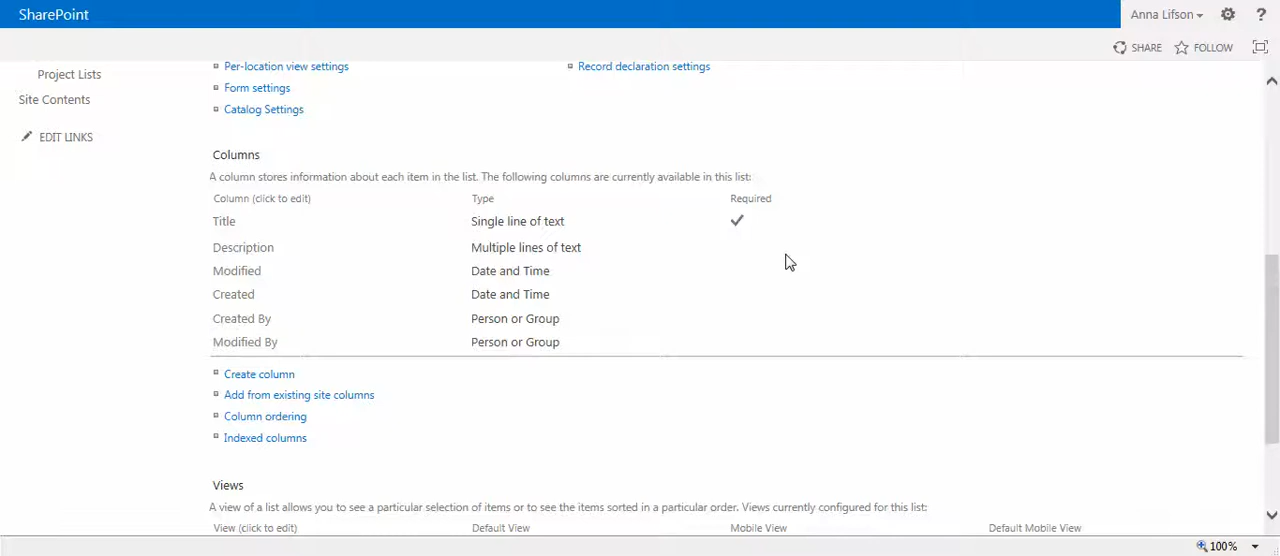 SharePoint
Anna Lifson
?
SHARE FOLLOW
Project Lists
Site Contents
EDIT LINKS
Per-location view settings Record declaration settings
Form settings
Catalog Settings
Columns
A column stores information about each item in the list. The following columns are currently available in this list:
Column (click to edit) Type Required
Title Single line of text
Description Multiple lines of text
Modified Date and Time
Created Date and Time
Created By Person or Group
Modified By Person or Group
Create column
Add from existing site columns
Column ordering
Indexed columns
Views
A view of a list allows you to see a particular selection of items or to see the items sorted in a particular order. Views currently configured for this list:
View (click to edit) Default View Mobile View Default Mobile View
100%